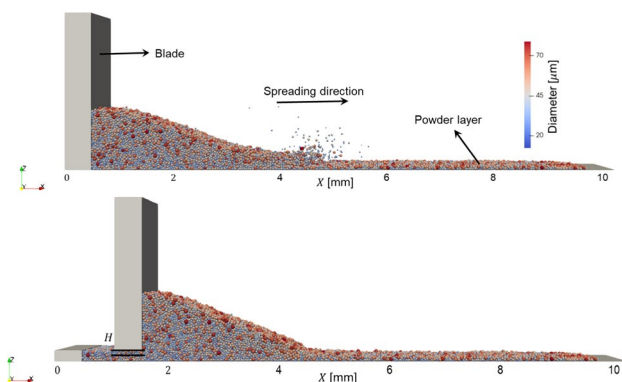 Blade
Spreading direction
Powder layer
Diameter [μm]
70
45
20
Z
Y
X
0
2
4
6
8
10
X [mm]
H
Z
Y
X
0
2
4
6
8
10
X [mm]